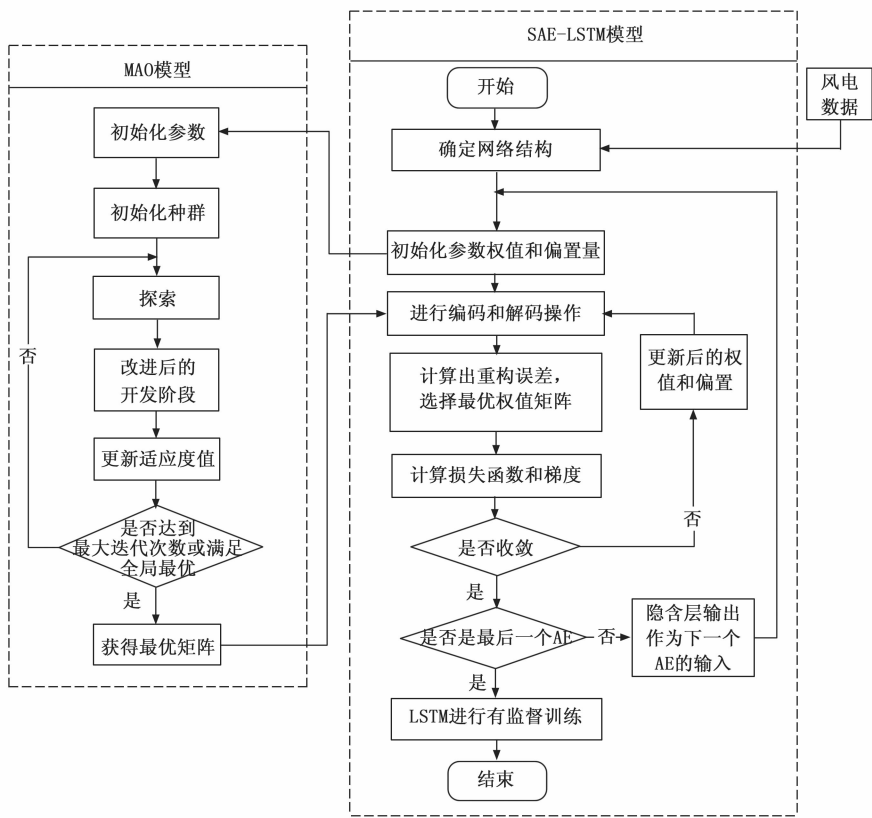 MAO模型
初始化参数
初始化种群
探索
改进后的
开发阶段
更新适应度值
是否达到
最大迭代次数或满足
全局最优
否
是
获得最优矩阵
SAE-LSTM模型
开始
风电
数据
确定网络结构
初始化参数权值和偏置量
进行编码和解码操作
计算出重构误差，
选择最优权值矩阵
更新后的权
值和偏置
计算损失函数和梯度
否
是否收敛
是
是否是最后一个AE
否
隐含层输出
作为下一个
AE的输入
是
LSTM进行有监督训练
结束